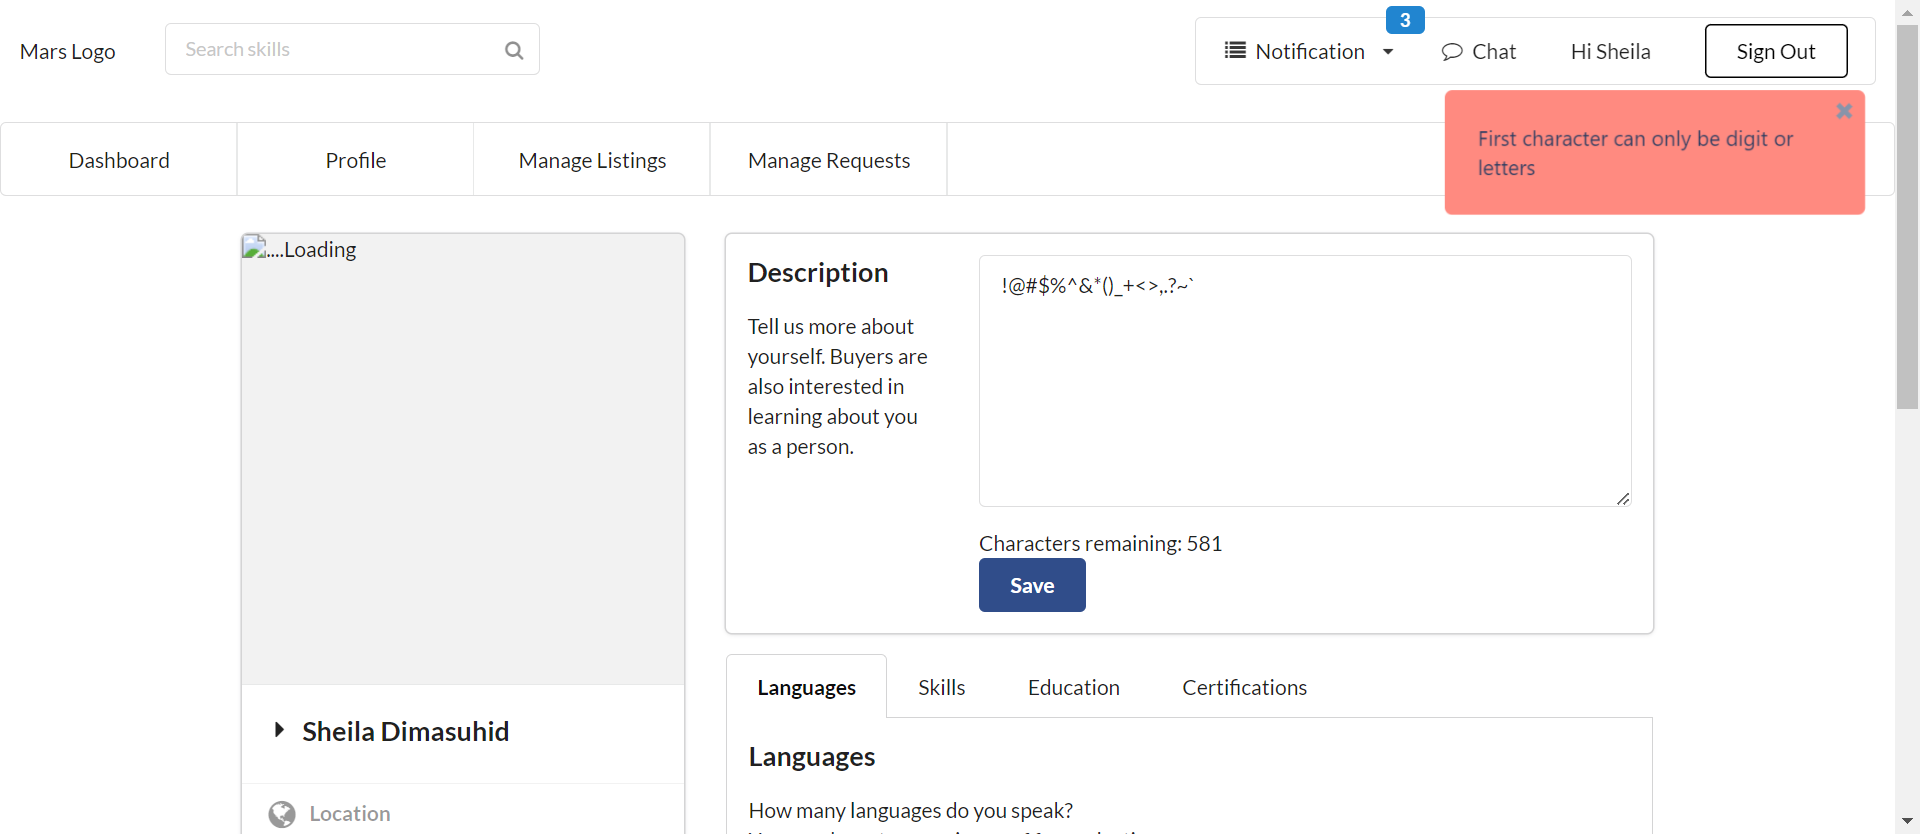 Mars Logo
Search skills
3
Notification
Chat
Hi Sheila
Sign Out
First character can only be digit or
letters
Dashboard
Profile
Manage Listings
Manage Requests
....Loading
Description
Tell us more about
yourself. Buyers are
also interested in
learning about you
as a person.
!@#$%^&*()_+<>,.?~`
Characters remaining: 581
Save
Sheila Dimasuhid
Location
Languages
Skills
Education
Certifications
Languages
How many languages do you speak?